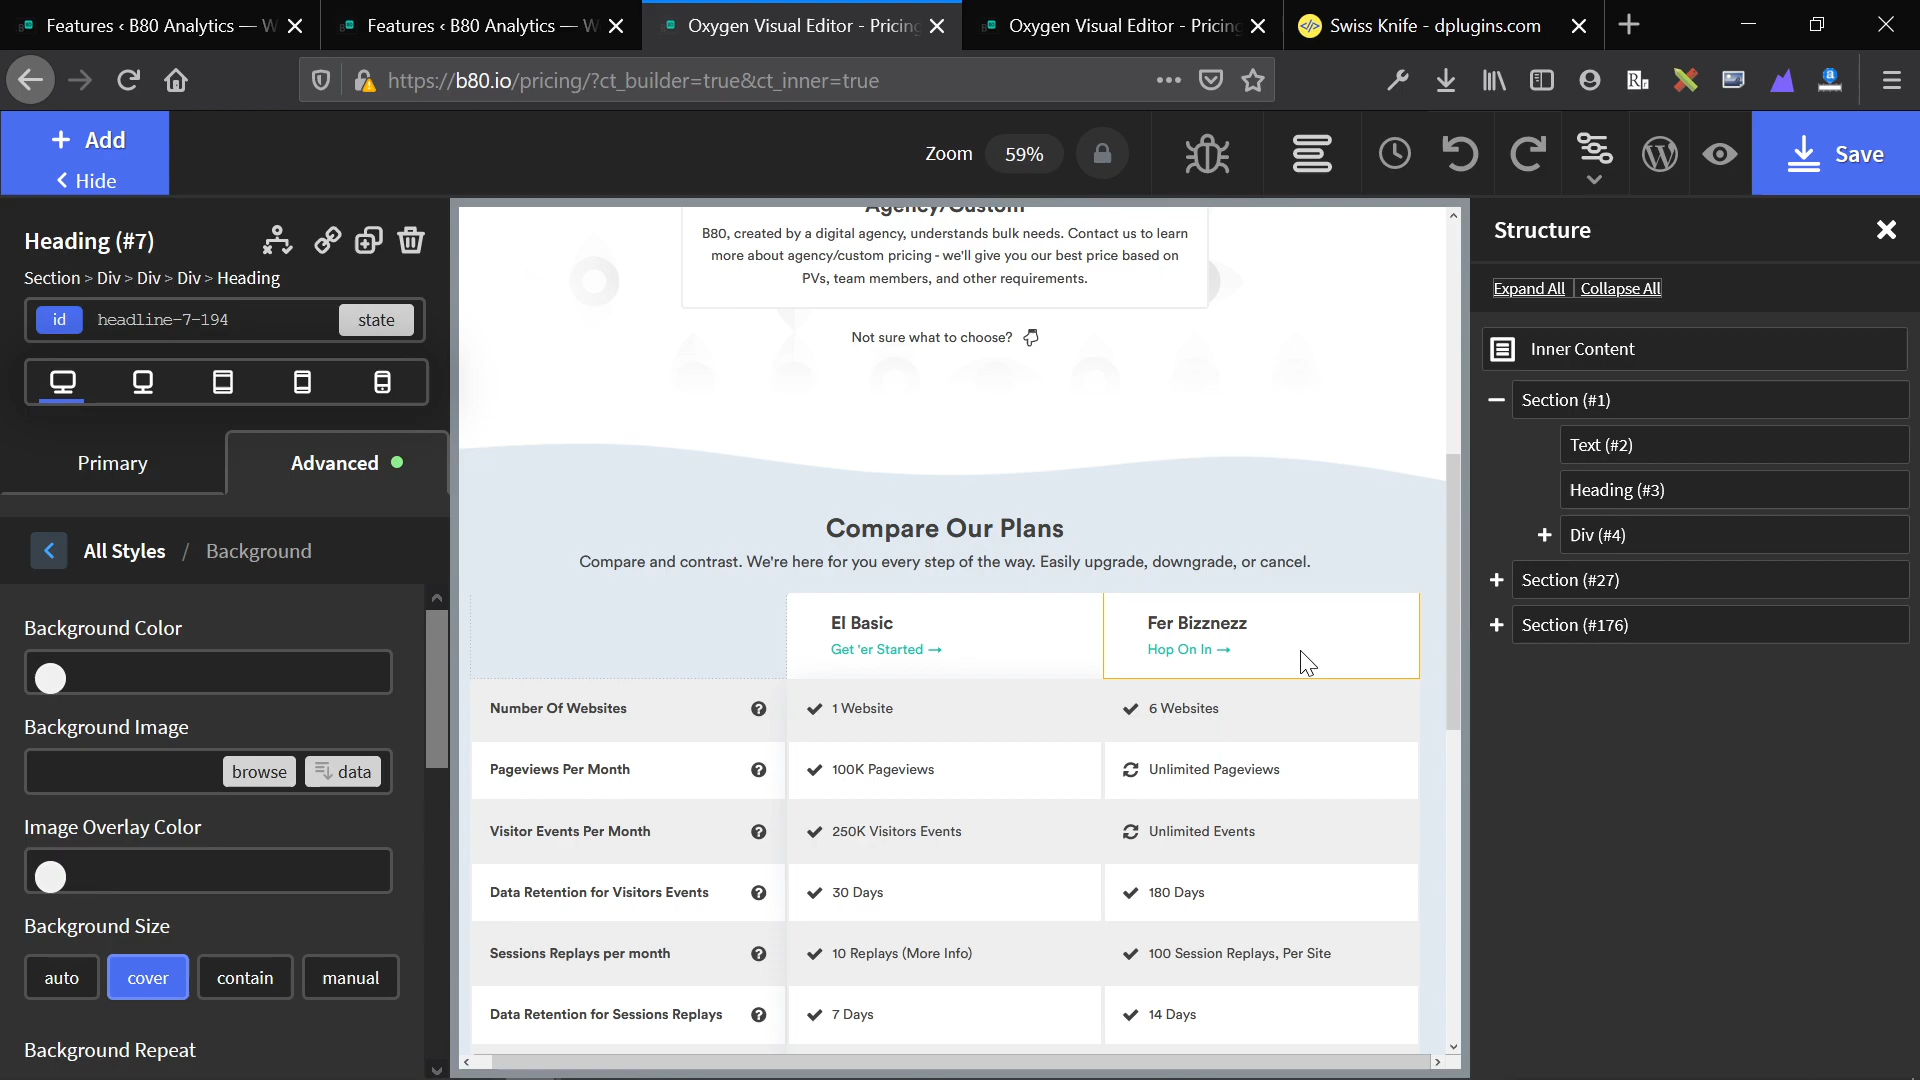 Features ‹ B80 Analytics — W
Features ‹ B80 Analytics — W
Oxygen Visual Editor - Pricing
Oxygen Visual Editor - Pricing
Swiss Knife - dplugins.com
https://b80.io/pricing/?ct_builder=true&ct_inner=true
+ Add
Hide
Zoom
59%
Save
Heading (#7)
Section > Div > Div > Div > Heading
id
headline-7-194
state
Primary
Advanced
All Styles / Background
Background Color
Background Image
browse
data
Image Overlay Color
Background Size
auto
cover
contain
manual
Background Repeat
Agency/Custom
B80, created by a digital agency, understands bulk needs. Contact us to learn
more about agency/custom pricing - we'll give you our best price based on
PVs, team members, and other requirements.
Not sure what to choose?
Compare Our Plans
Compare and contrast. We're here for you every step of the way. Easily upgrade, downgrade, or cancel.
El Basic
Get 'er Started →
Fer Bizznezz
Hop On In →
Number Of Websites
1 Website
6 Websites
Pageviews Per Month
100K Pageviews
Unlimited Pageviews
Visitor Events Per Month
250K Visitors Events
Unlimited Events
Data Retention for Visitors Events
30 Days
180 Days
Sessions Replays per month
10 Replays (More Info)
100 Session Replays, Per Site
Data Retention for Sessions Replays
7 Days
14 Days
Structure
Expand All
Collapse All
Inner Content
Section (#1)
Text (#2)
Heading (#3)
Div (#4)
Section (#27)
Section (#176)